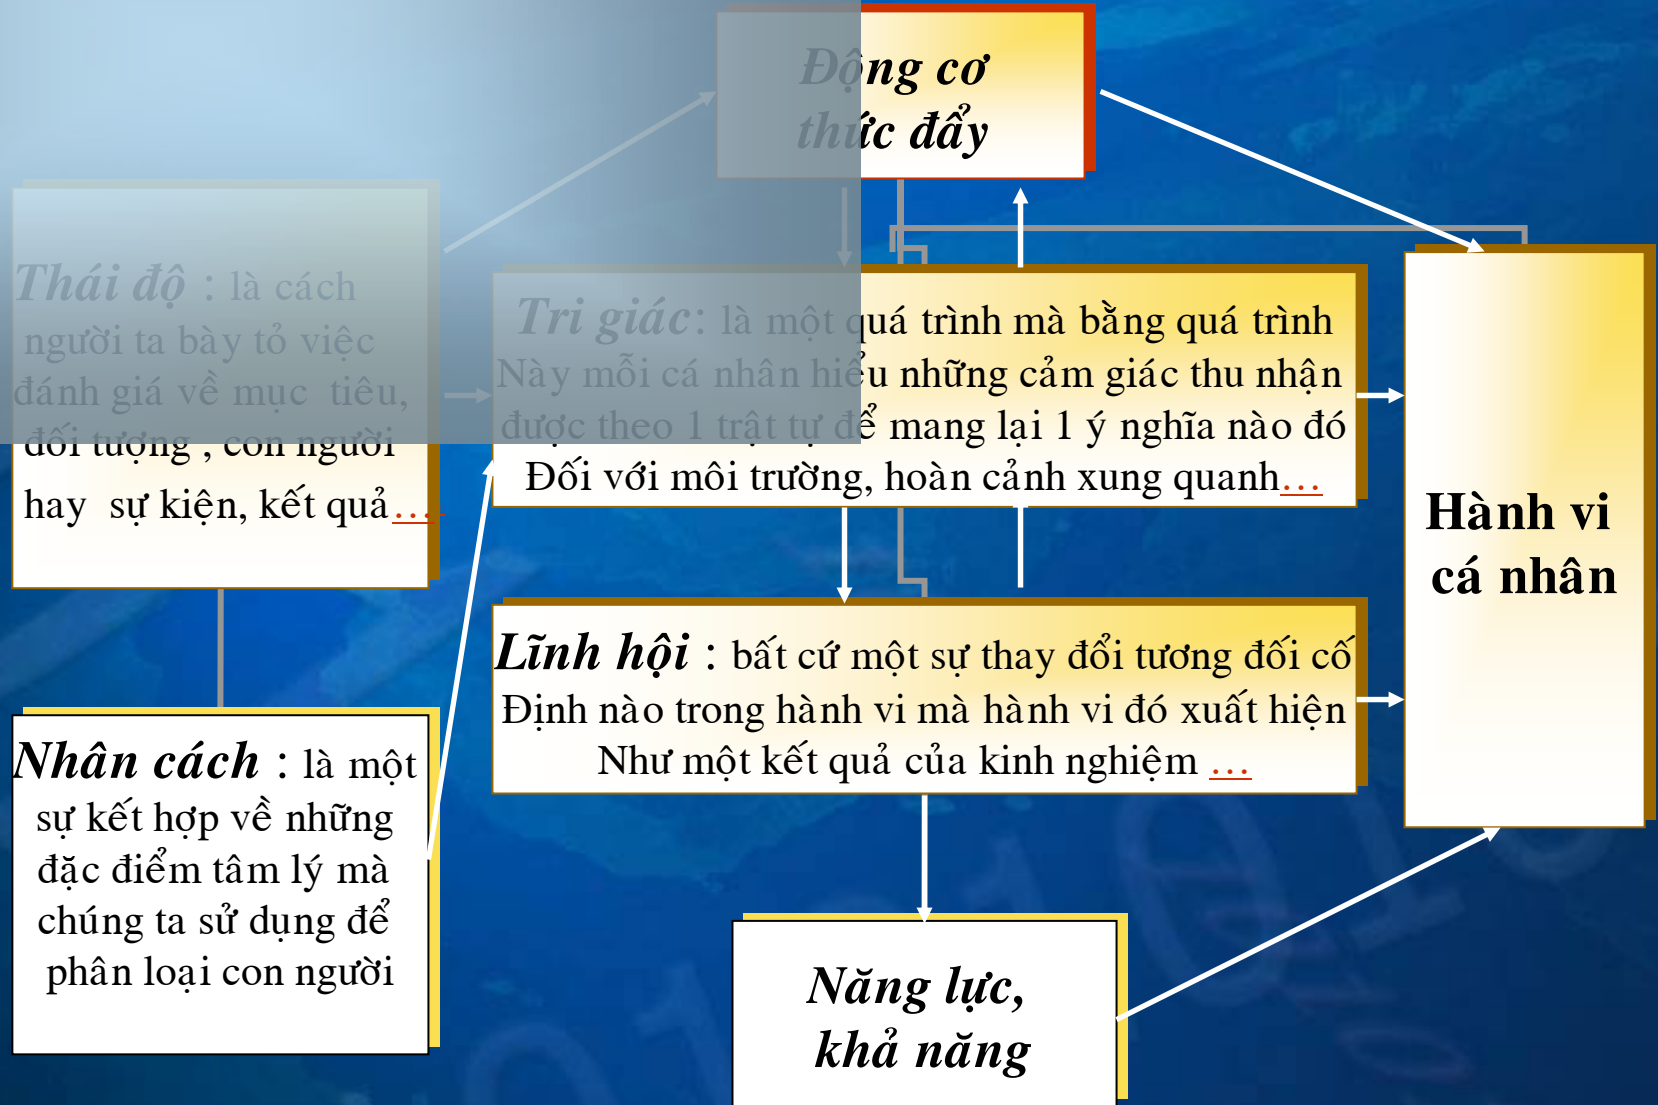 Động cơ
thức đẩy
Thái độ : là cách
người ta bày tỏ việc
đánh giá về mục tiêu,
đối tượng , con người
hay sự kiện, kết quả….
Tri giác: là một quá trình mà bằng quá trình
Này mỗi cá nhân hiểu những cảm giác thu nhận
được theo 1 trật tự để mang lại 1 ý nghĩa nào đó
Đối với môi trường, hoàn cảnh xung quanh…
Hành vi
cá nhân
Lĩnh hội : bất cứ một sự thay đổi tương đối cố
Định nào trong hành vi mà hành vi đó xuất hiện
Như một kết quả của kinh nghiệm …
Nhân cách : là một
sự kết hợp về những
đặc điểm tâm lý mà
chúng ta sử dụng để
phân loại con người
Năng lực,
khả năng